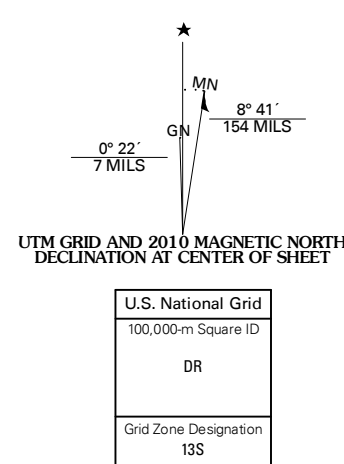 MN
8° 41´
154 MILS
GN
0° 22´
7 MILS
UTM GRID AND 2010 MAGNETIC NORTH
DECLINATION AT CENTER OF SHEET
U.S. National Grid
100,000-m Square ID
DR
Grid Zone Designation
13S